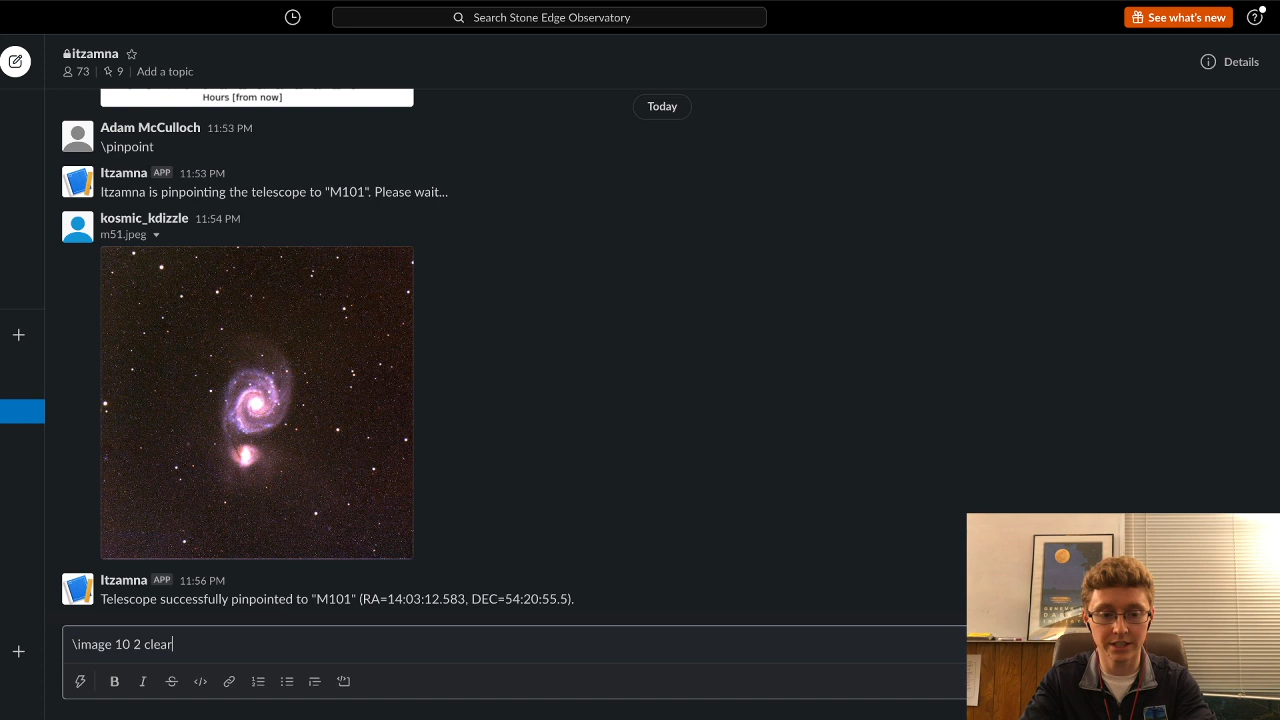 Search Stone Edge Observatory
See what's new
itzamna
73 | 9 | Add a topic
Details
Hours [from now]
Today
Adam McCulloch 11:53 PM
\pinpoint
Itzamna APP 11:53 PM
Itzamna is pinpointing the telescope to "M101". Please wait...
kosmic_kdizzle 11:54 PM
m51.jpeg
Itzamna APP 11:56 PM
Telescope successfully pinpointed to "M101" (RA=14:03:12.583, DEC=54:20:55.5).
\image 10 2 clear